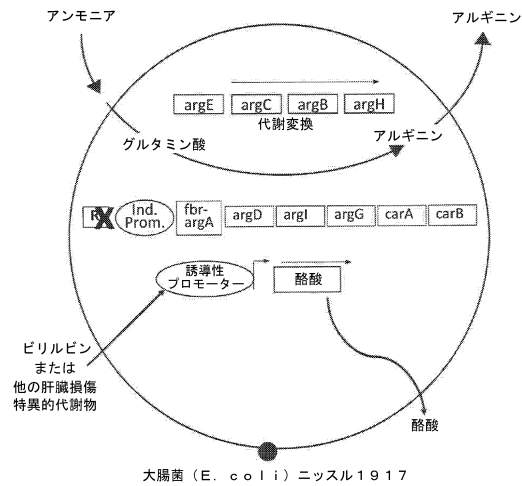 アンモニア
アルギニン
argE argC argB argH
代謝変換
グルタミン酸
アルギニン
R X Ind. Prom. fbr-argA argD argI argG carA carB
誘導性
プロモーター
酪酸
ビリルビン
または
他の肝臓損傷
特異的代謝物
酪酸
大腸菌（E. coli）ニッスル1917